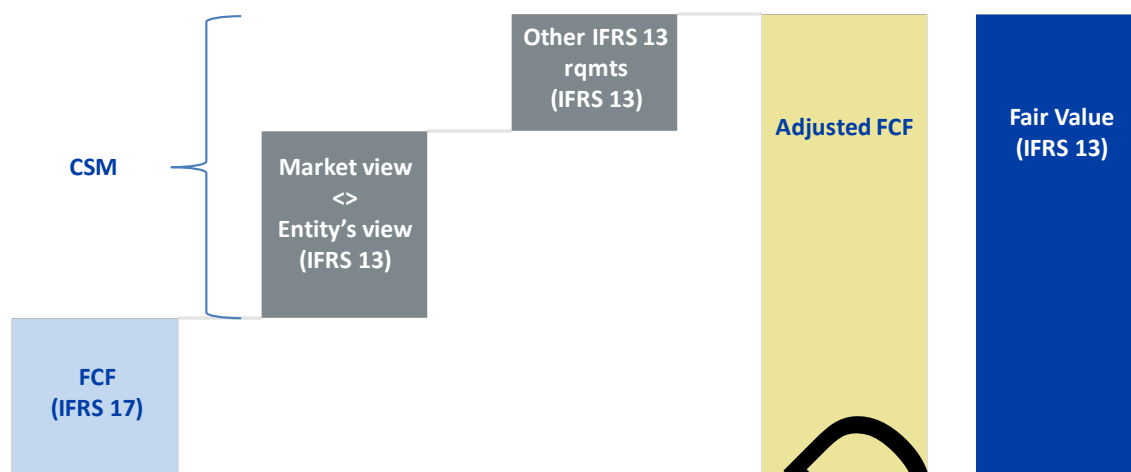 Other IFRS 13
rqmts
(IFRS 13)
Adjusted FCF
Fair Value
(IFRS 13)
CSM
Market view
<>
Entity’s view
(IFRS 13)
FCF
(IFRS 17)